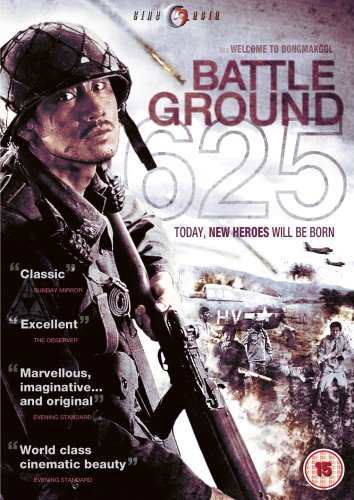 cine asia
AKA WELCOME TO DONGMAKGOL
BATTLE
GROUND
625
TODAY, NEW HEROES WILL BE BORN
"Classic"
SUNDAY MIRROR
"Excellent"
THE OBSERVER
"Marvellous,
imaginative...
and original"
EVENING STANDARD
"World class
cinematic beauty"
EVENING STANDARD
HV
15